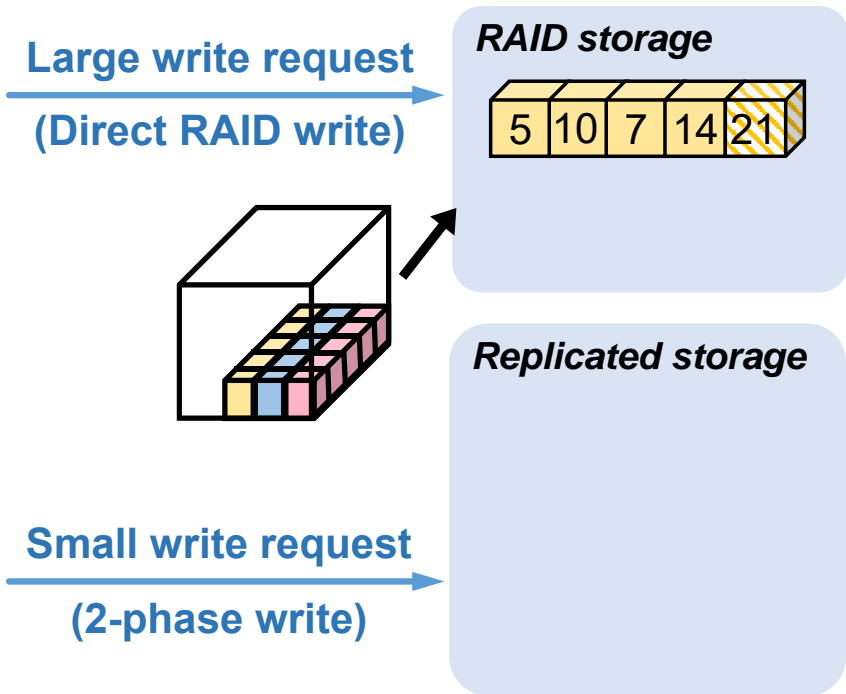 Large write request
(Direct RAID write)
RAID storage
5 10 7 14 21
Replicated storage
Small write request
(2-phase write)